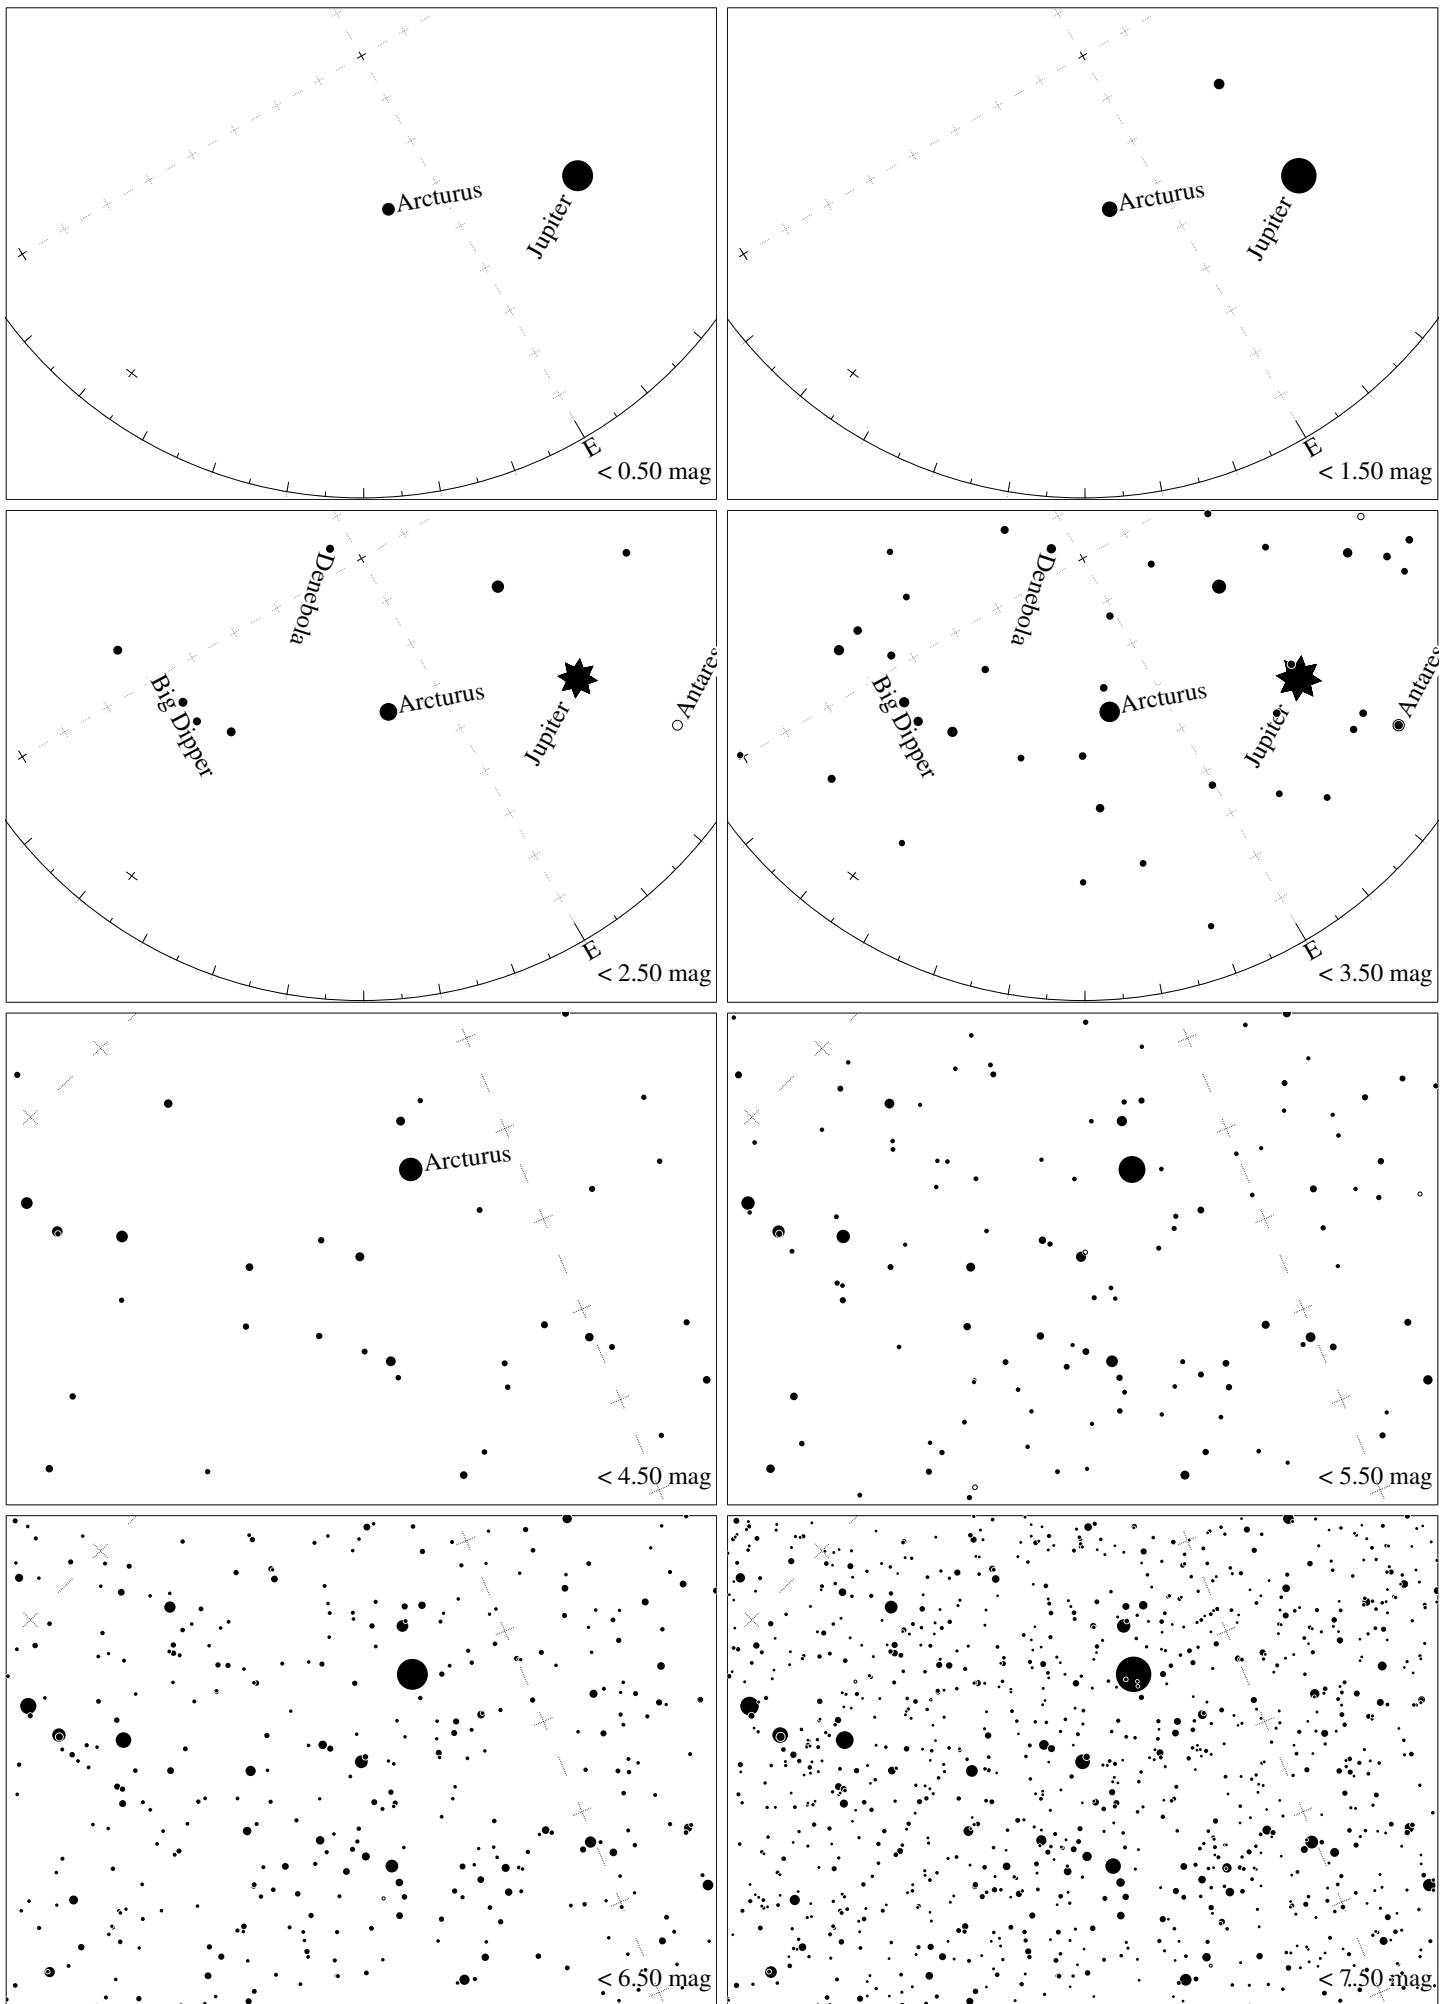 Arcturus
Jupiter
E
< 0.50 mag
Arcturus
Jupiter
E
< 1.50 mag
Denebola
Big Dipper
Arcturus
Jupiter
Antares
E
< 2.50 mag
Denebola
Big Dipper
Arcturus
Jupiter
Antares
E
< 3.50 mag
Arcturus
< 4.50 mag
< 5.50 mag
< 6.50 mag
< 7.50 mag